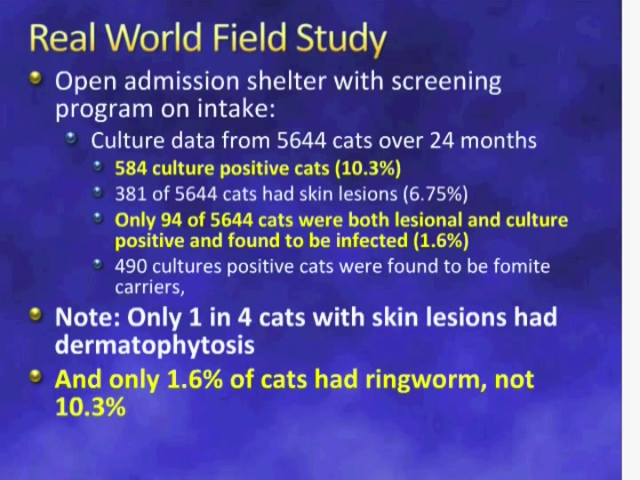 Real World Field Study
Open admission shelter with screening
program on intake:
Culture data from 5644 cats over 24 months
584 culture positive cats (10.3%)
381 of 5644 cats had skin lesions (6.75%)
Only 94 of 5644 cats were both lesional and culture
positive and found to be infected (1.6%)
490 cultures positive cats were found to be fomite
carriers,
Note: Only 1 in 4 cats with skin lesions had
dermatophytosis
And only 1.6% of cats had ringworm, not
10.3%